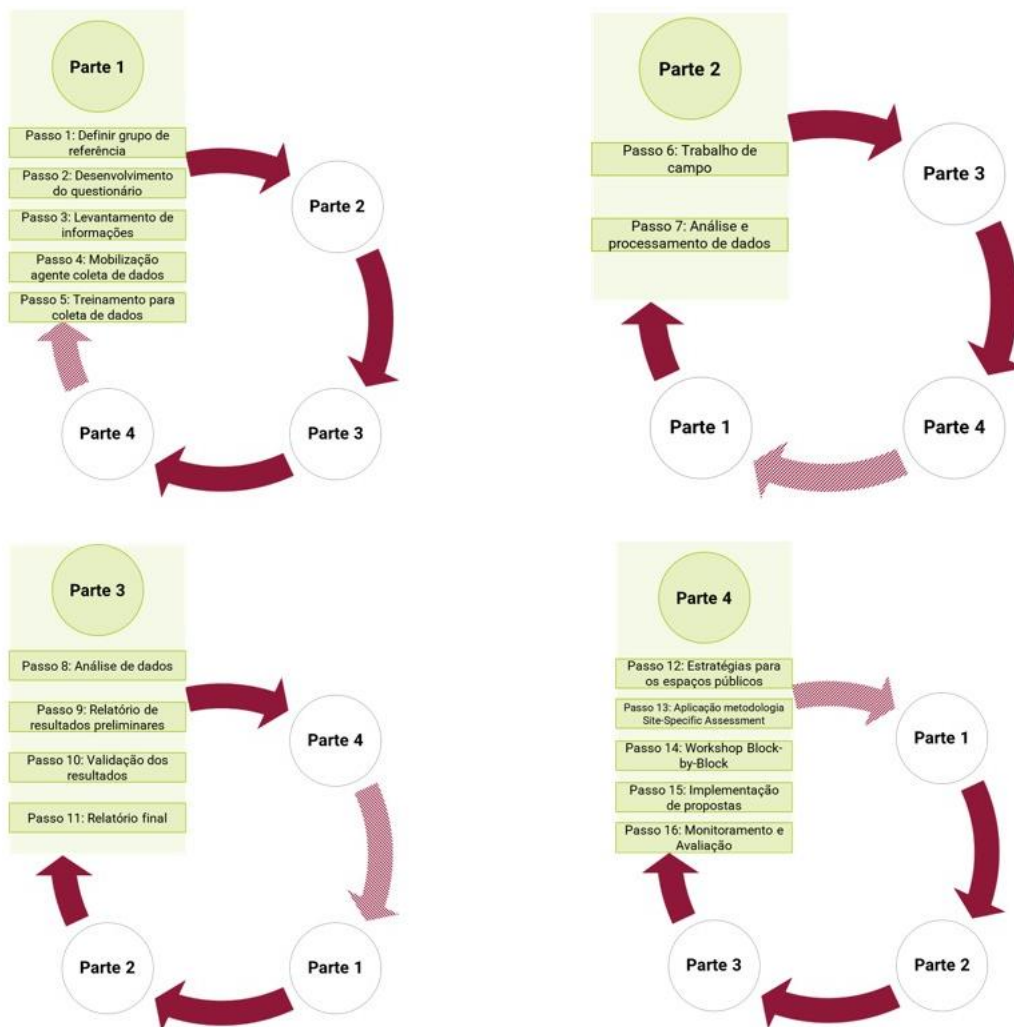 Parte 1
Passo 1: Definir grupo de
referência
Passo 2: Desenvolvimento
do questionário
Passo 3: Levantamento de
informações
Passo 4: Mobilização
agente coleta de dados
Passo 5: Treinamento para
coleta de dados
Parte 2
Parte 3
Parte 4
Parte 2
Passo 6: Trabalho de
campo
Passo 7: Análise e
processamento de dados
Parte 3
Parte 4
Parte 1
Parte 3
Passo 8: Análise de dados
Passo 9: Relatório de
resultados preliminares
Passo 10: Validação dos
resultados
Passo 11: Relatório final
Parte 4
Parte 1
Parte 2
Parte 4
Passo 12: Estratégias para
os espaços públicos
Passo 13: Aplicação metodologia
Site-Specific Assessment
Passo 14: Workshop Block-
by-Block
Passo 15: Implementação
de propostas
Passo 16: Monitoramento e
Avaliação
Parte 1
Parte 2
Parte 3